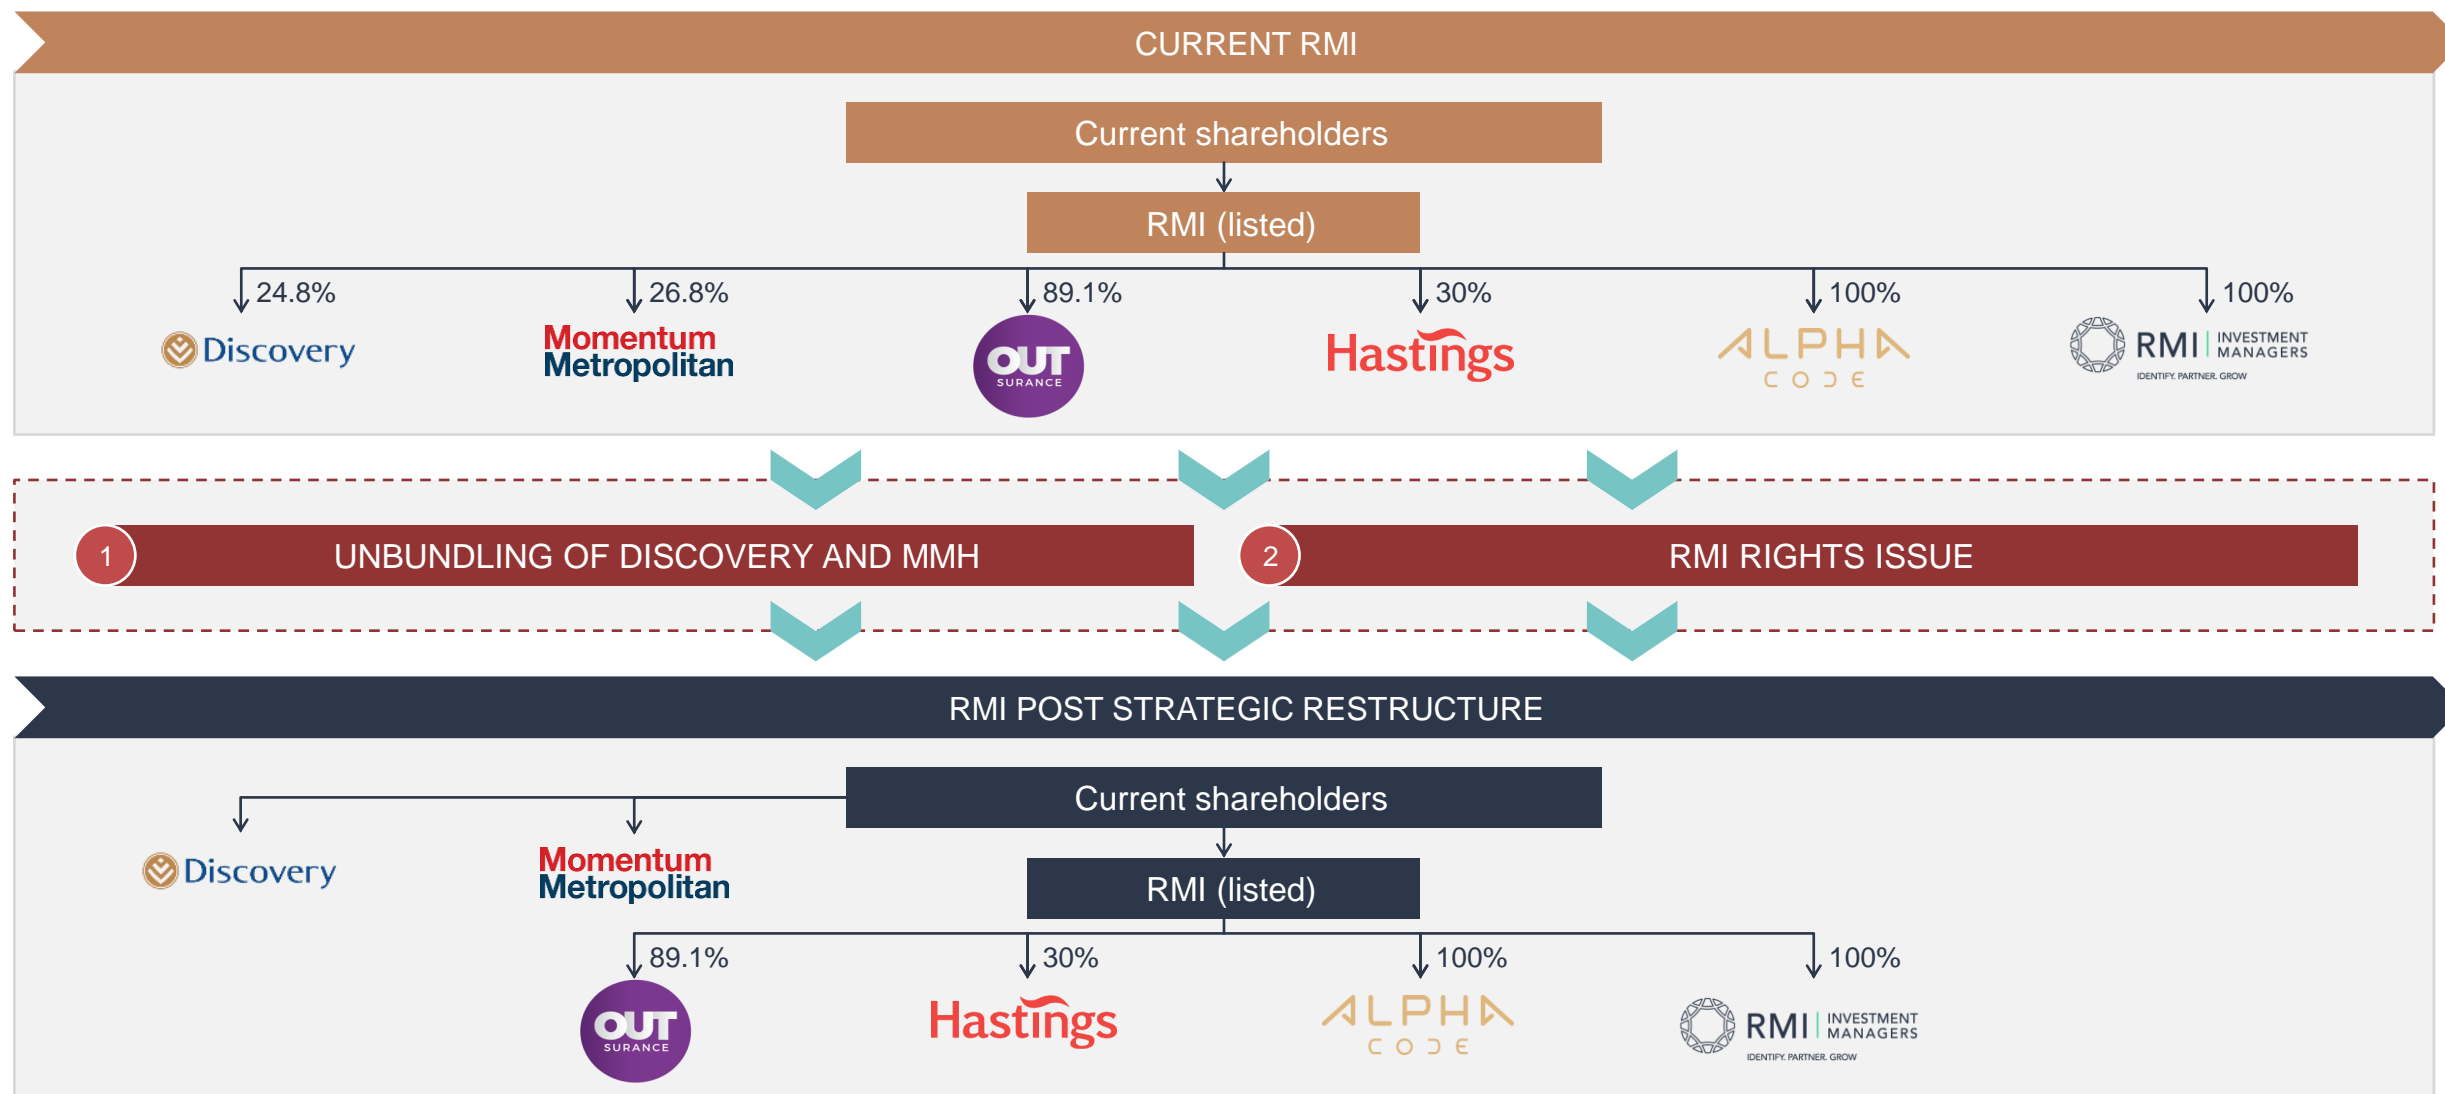 CURRENT RMI
Current shareholders
RMI (listed)
24.8%
26.8%
89.1%
30%
100%
100%
Discovery
Momentum
Metropolitan
OUT
SURANCE
Hastings
ALPHA
CODE
RMI | INVESTMENT
MANAGERS
IDENTIFY. PARTNER. GROW
1
UNBUNDLING OF DISCOVERY AND MMH
2
RMI RIGHTS ISSUE
RMI POST STRATEGIC RESTRUCTURE
Current shareholders
Discovery
Momentum
Metropolitan
RMI (listed)
89.1%
30%
100%
100%
OUT
SURANCE
Hastings
ALPHA
CODE
RMI | INVESTMENT
MANAGERS
IDENTIFY. PARTNER. GROW